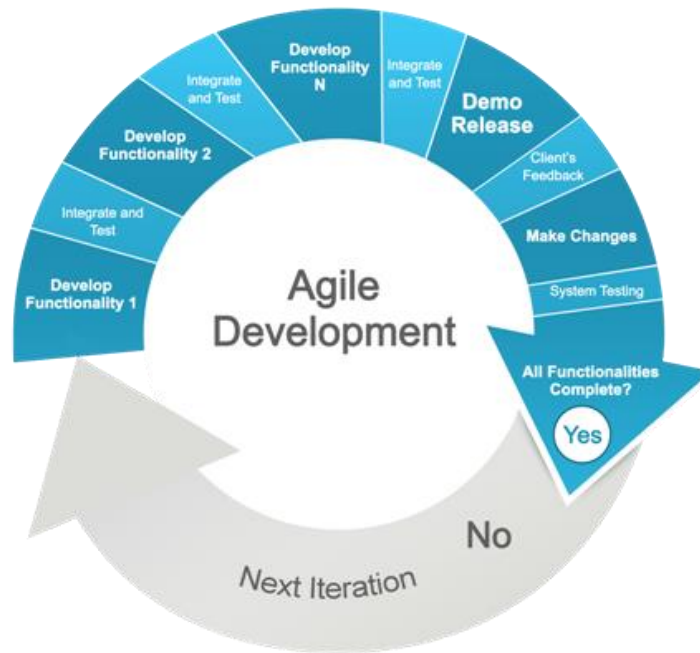 Develop
Functionality 1
Integrate and
Test
Develop
Functionality 2
Integrate
and Test
Develop
Functionality
N
Integrate
and Test
Demo
Release
Client's
Feedback
Make Changes
System Testing
All Functionalities
Complete?
Yes
No
Next Iteration
Agile
Development